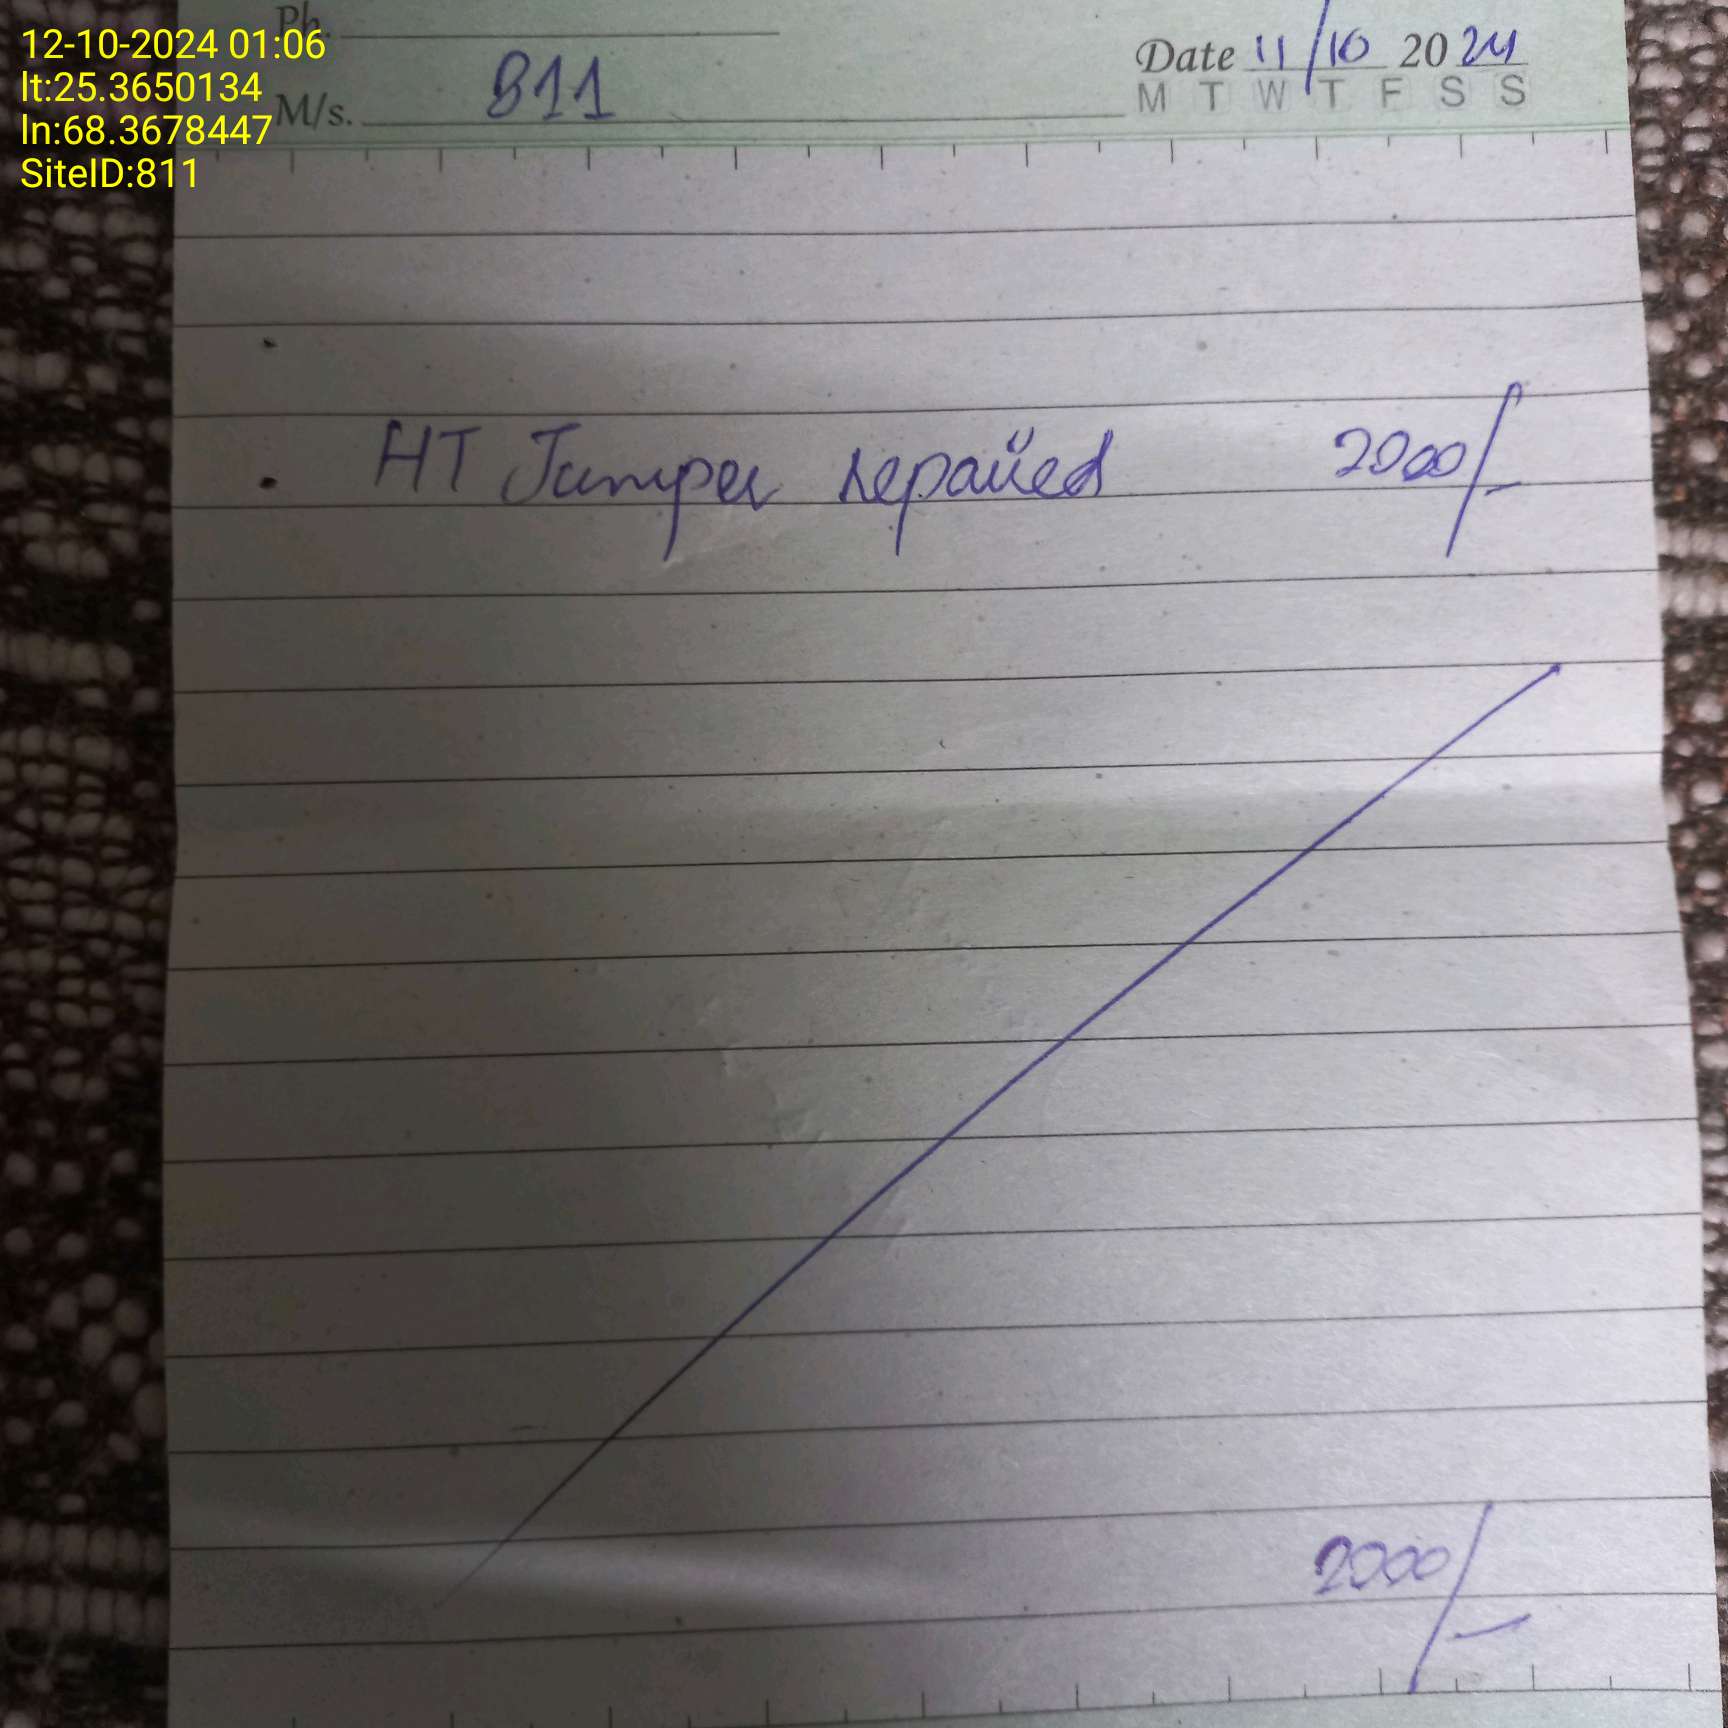 12-10-2024 01:06
lt:25.3650134
ln:68.3678447
SiteID:811
Ph.
Date 11/10 2024
M T W T F S S
M/s. 811
HT Jumper repaired 2000/-
2000/-